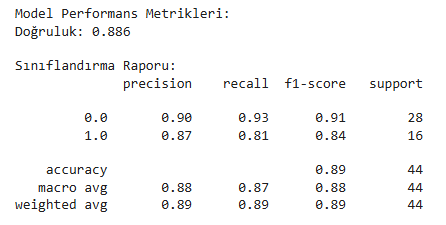 Model Performans Metrikleri:
Doğruluk: 0.886

Sınıflandırma Raporu:
              precision    recall  f1-score   support

         0.0       0.90      0.93      0.91        28
         1.0       0.87      0.81      0.84        16

    accuracy                           0.89        44
   macro avg       0.88      0.87      0.88        44
weighted avg       0.89      0.89      0.89        44